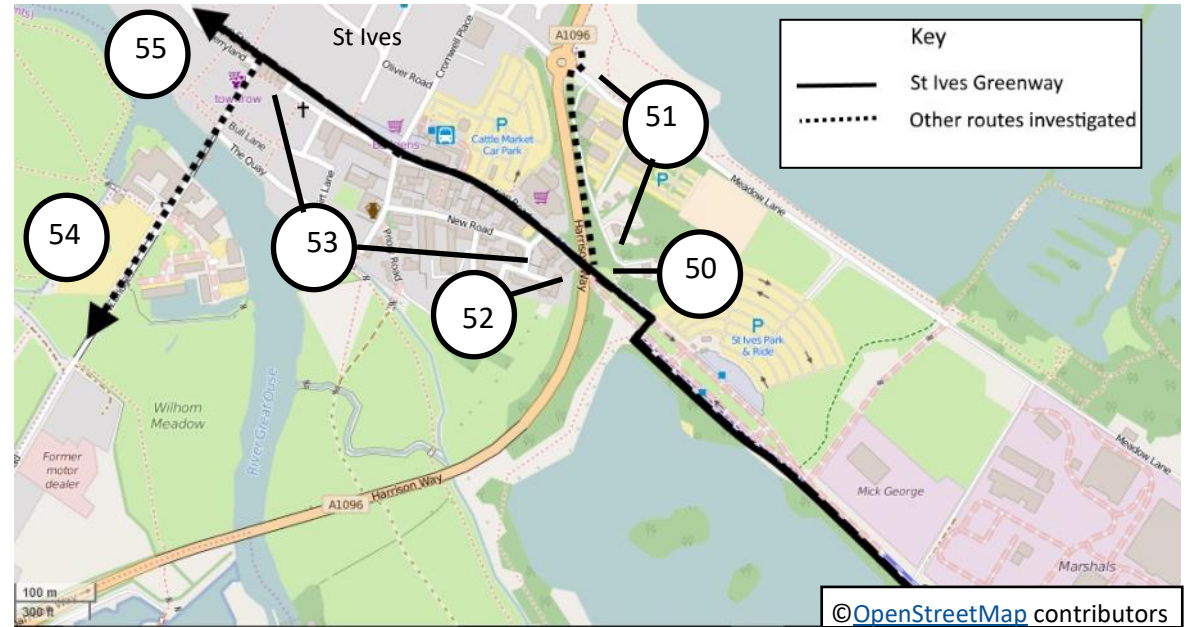 55
St Ives
Oliver Road
Cromwell Place
A1096
Key
St Ives Greenway
Other routes investigated
51
Bull Lane
The Quay
P
Cattle Market
Car Park
P
Meadow Lane
54
53
New Road
Harrison Way
50
52
P
St Ives Park
& Ride
Wilhorn
Meadow
River Great Ouse
Former
motor
dealer
A1096
Harrison Way
Mick George
Meadow Lane
Marshals
100 m
300 ft
©OpenStreetMap contributors